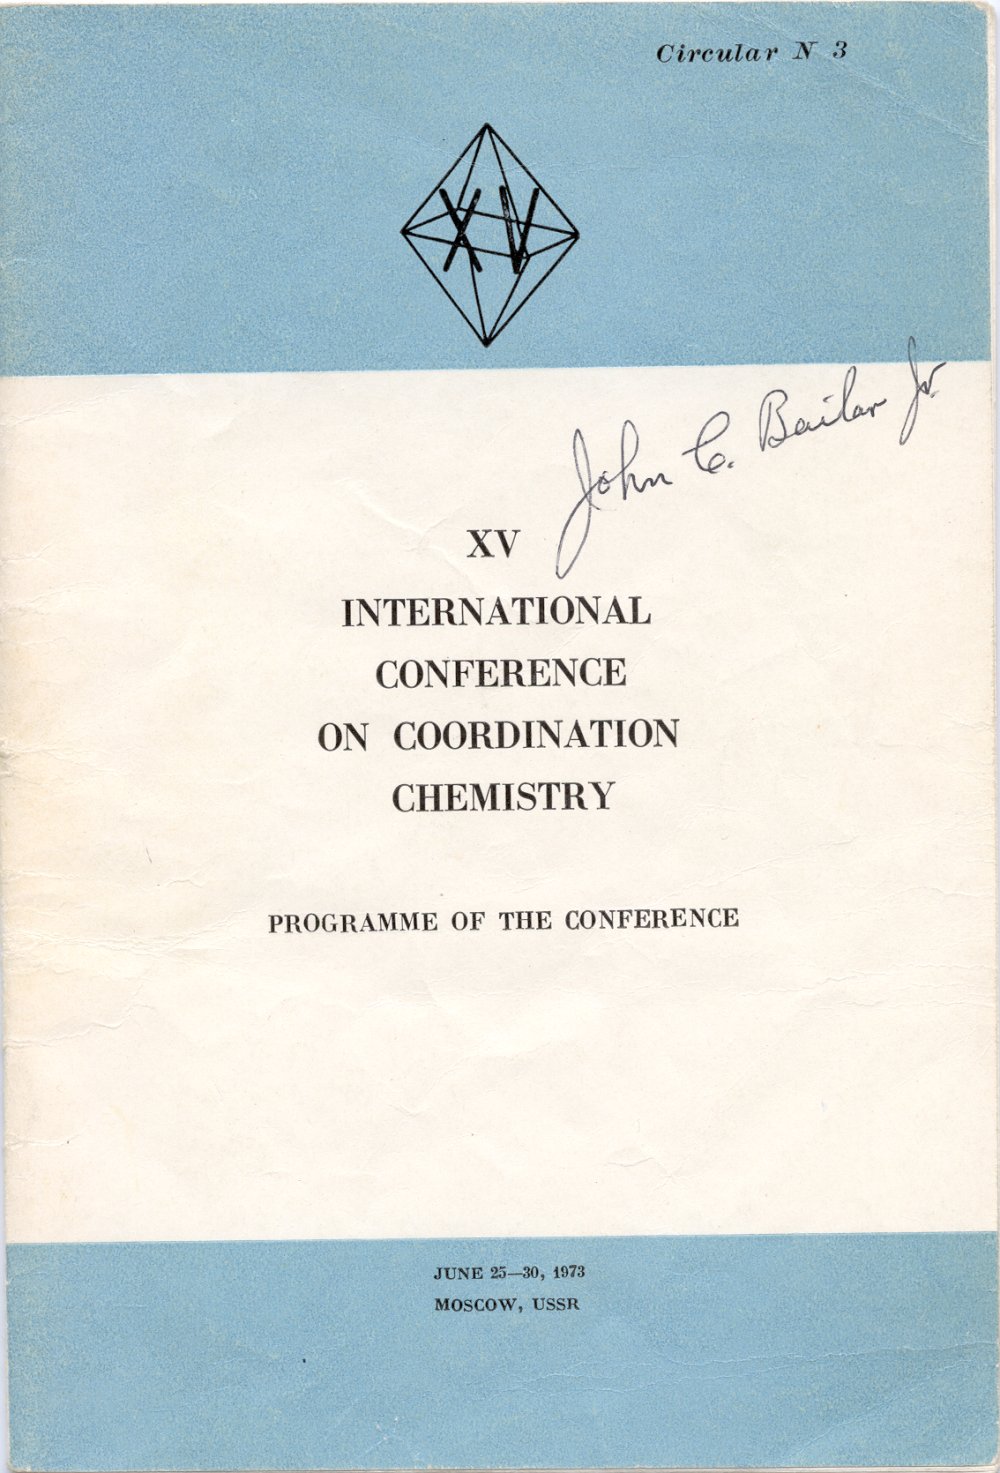 Circular N 3
XV
John C. Bailar Jr.
XV
INTERNATIONAL
CONFERENCE
ON COORDINATION
CHEMISTRY
PROGRAMME OF THE CONFERENCE
JUNE 25—30, 1973
MOSCOW, USSR